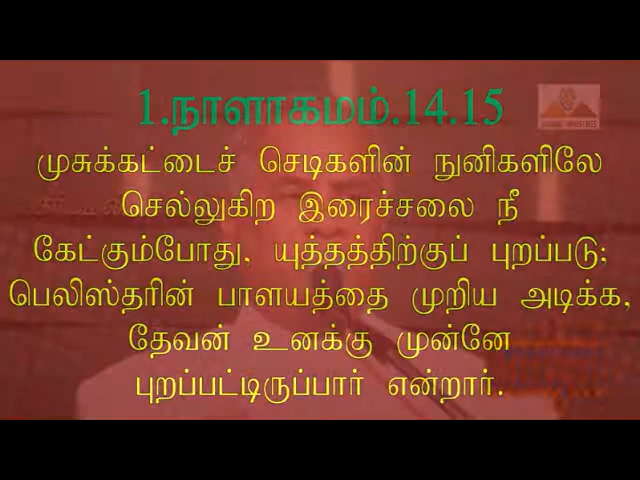 1.நாளாகமம்.14.15
முசுக்கட்டைச் செடிகளின் நுனிகளிலே
செல்லுகிற இரைச்சலை நீ
கேட்கும்போது, யுத்தத்திற்குப் புறப்படு;
பெலிஸ்தரின் பாளயத்தை முறிய அடிக்க,
தேவன் உனக்கு முன்னே
புறப்பட்டிருப்பார் என்றார்.